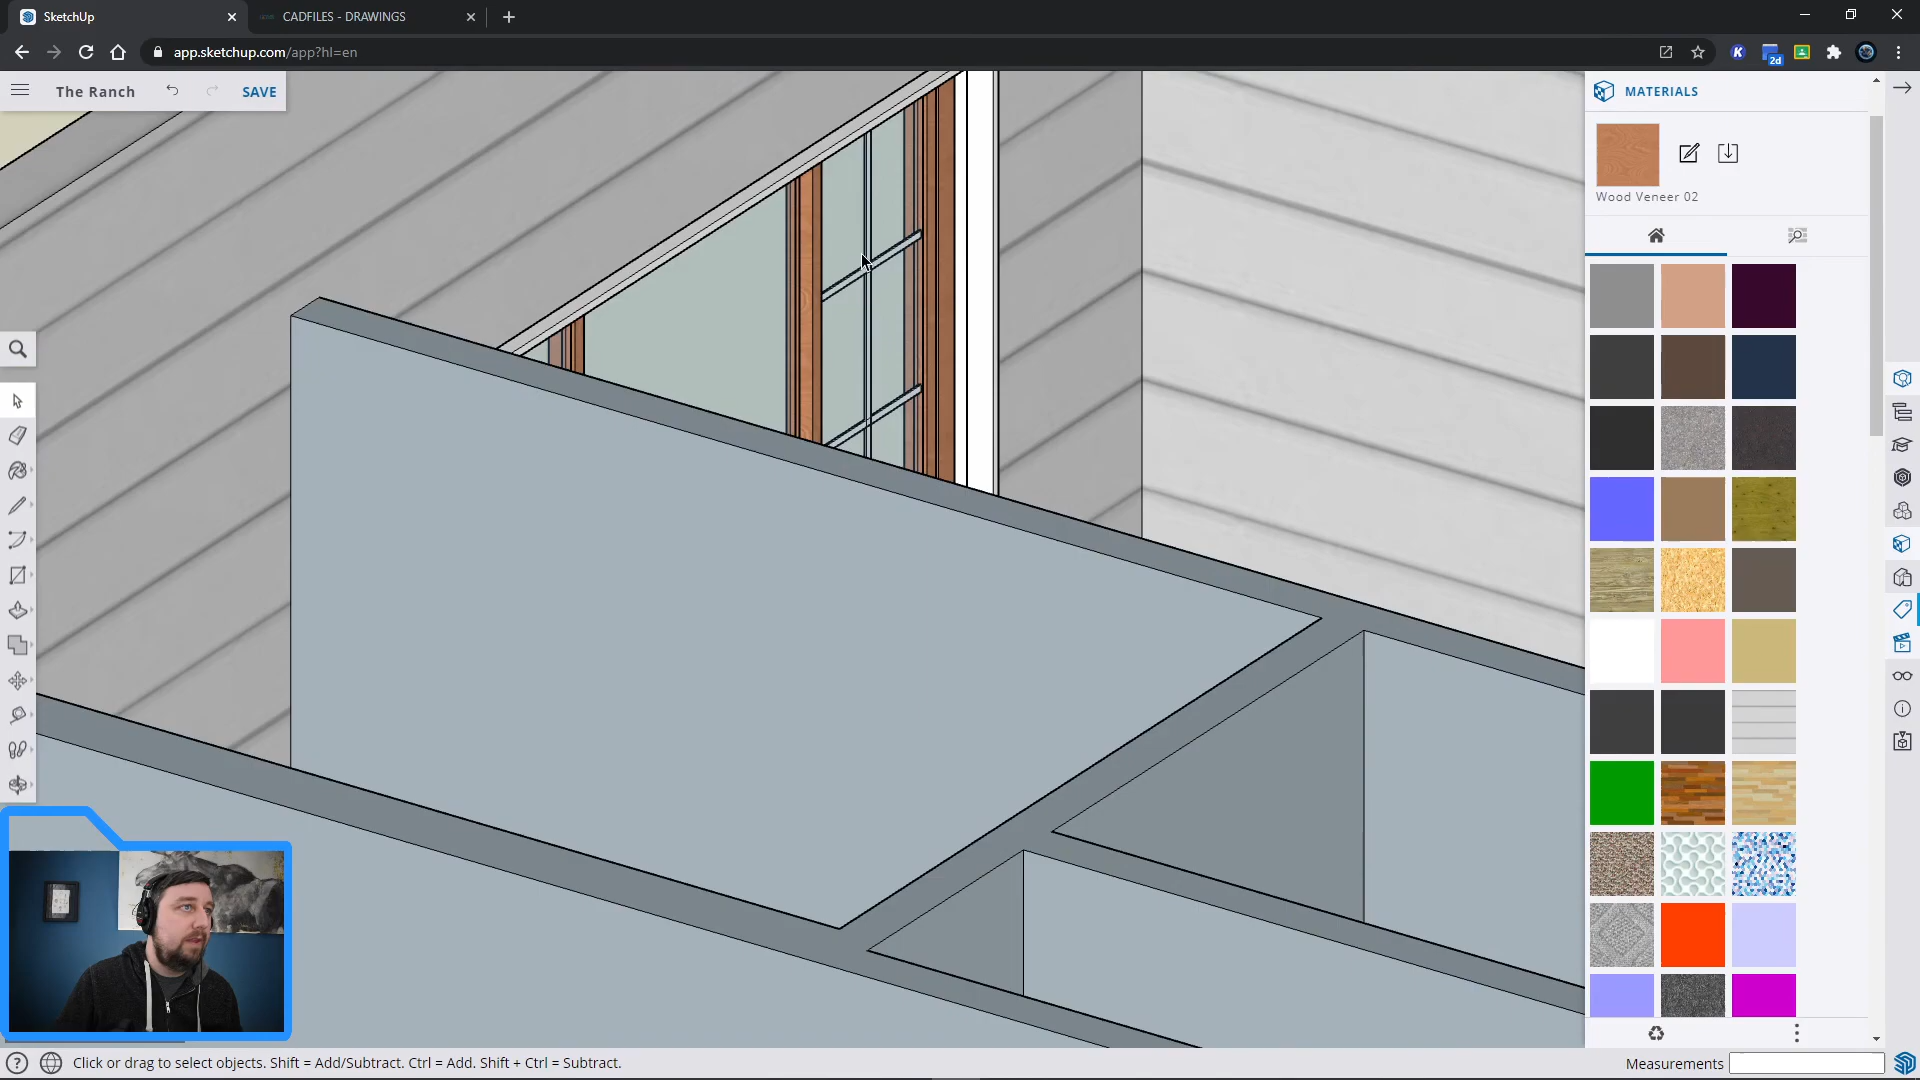 SketchUp
CADFILES - DRAWINGS
app.sketchup.com/app?hl=en
2d
The Ranch
SAVE
MATERIALS
Wood Veneer 02
Click or drag to select objects. Shift = Add/Subtract. Ctrl = Add. Shift + Ctrl = Subtract.
Measurements